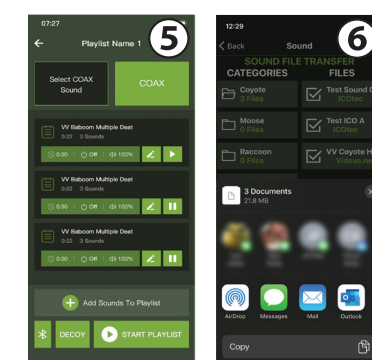 07:27
Playlist Name 1
5
Select COAX
Sound
COAX
VV Baboom Multiple Deat
0:22 3 Sounds
0:00 Off 100%
VV Baboom Multiple Deat
0:22 3 Sounds
0:00 Off 100%
VV Baboom Multiple Deat
0:22 3 Sounds
0:00 Off 100%
Add Sounds To Playlist
DECOY
START PLAYLIST
12:29
6
Back Sound
SOUND FILE TRANSFER
CATEGORIES FILES
Coyote
3 Files
Test Sound
ICOtec
Moose
0 Files
Test ICO A
ICOtec
Raccoon
0 Files
VV Coyote H
Videve.ne
3 Documents
21.8 MB
AirDrop Messages Mail Outlook
Copy